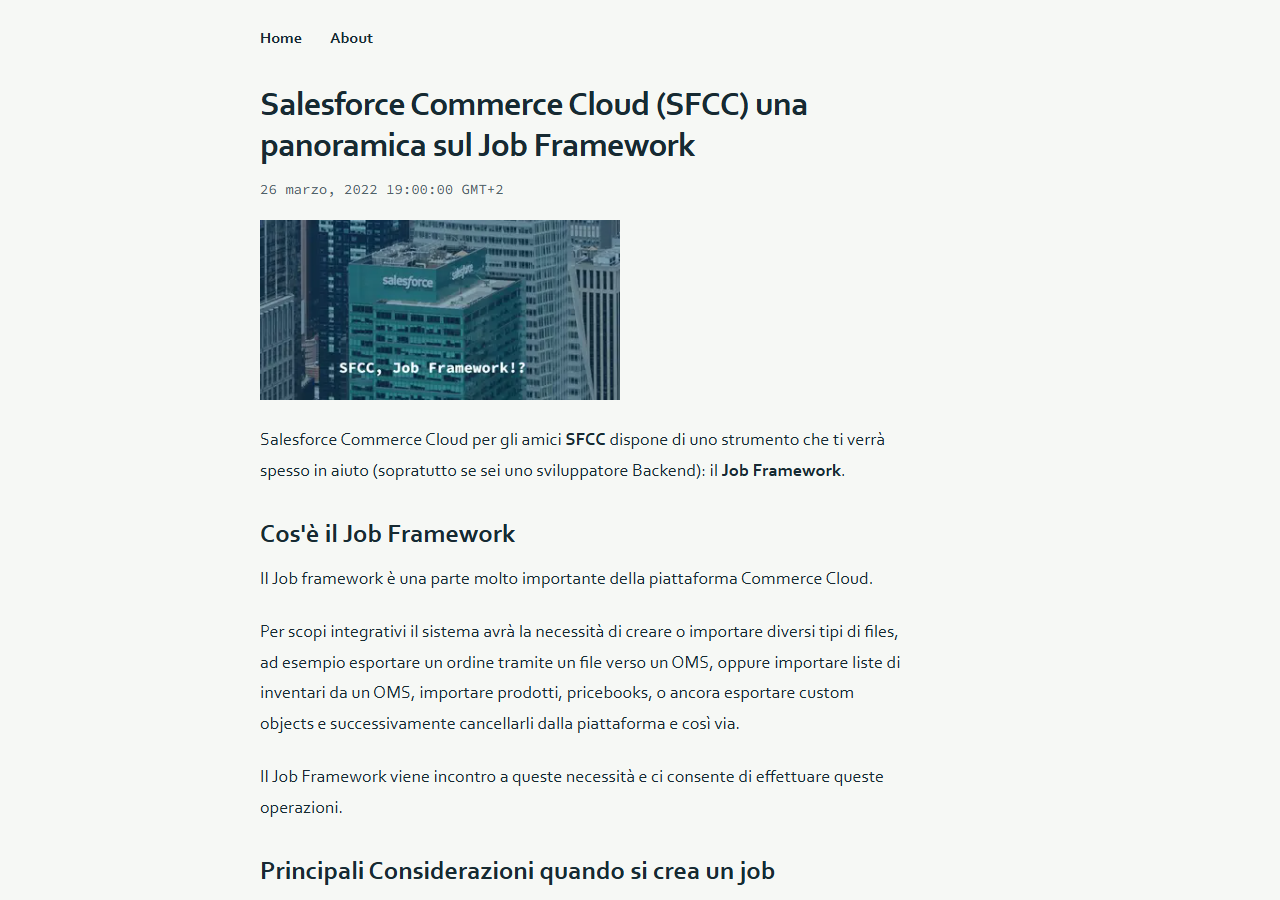 Home About
Salesforce Commerce Cloud (SFCC) una
panoramica sul Job Framework
26 marzo, 2022 19:00:00 GMT+2
salesforce salesforce
SFCC, Job Framework!?
Salesforce Commerce Cloud per gli amici SFCC dispone di uno strumento che ti verrà
spesso in aiuto (sopratutto se sei uno sviluppatore Backend): il Job Framework.
Cos'è il Job Framework
Il Job framework è una parte molto importante della piattaforma Commerce Cloud.
Per scopi integrativi il sistema avrà la necessità di creare o importare diversi tipi di files,
ad esempio esportare un ordine tramite un file verso un OMS, oppure importare liste di
inventari da un OMS, importare prodotti, pricebooks, o ancora esportare custom
objects e successivamente cancellarli dalla piattaforma e così via.
Il Job Framework viene incontro a queste necessità e ci consente di effettuare queste
operazioni.
Principali Considerazioni quando si crea un job